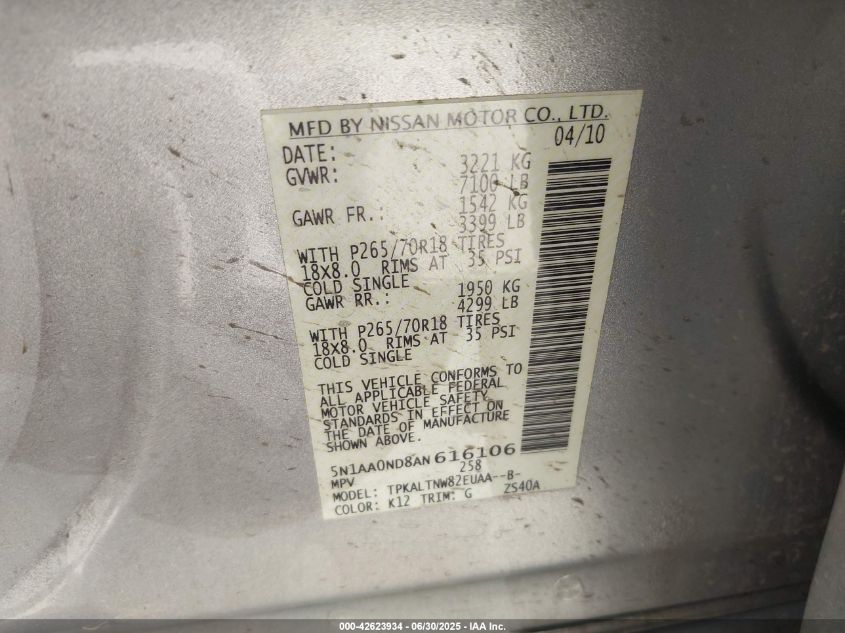 MFD BY NISSAN MOTOR CO., LTD.
DATE: 04/10
GVWR: 3221 KG
7100 LB
GAWR FR.: 1542 KG
3399 LB
WITH P265/70R18 TIRES
18X8.0 RIMS AT 35 PSI
COLD SINGLE
GAWR RR.: 1950 KG
4299 LB
WITH P265/70R18 TIRES
18X8.0 RIMS AT 35 PSI
COLD SINGLE
THIS VEHICLE CONFORMS TO
ALL APPLICABLE FEDERAL
MOTOR VEHICLE SAFETY
STANDARDS IN EFFECT ON
THE DATE OF MANUFACTURE
SHOWN ABOVE.
5N1AA0ND8AN616106
MPV 258
MODEL: TPKALTNW82EUAA--B-
COLOR: K12 TRIM: G ZS40A
000-42623934 - 06/30/2025 - IAA Inc.